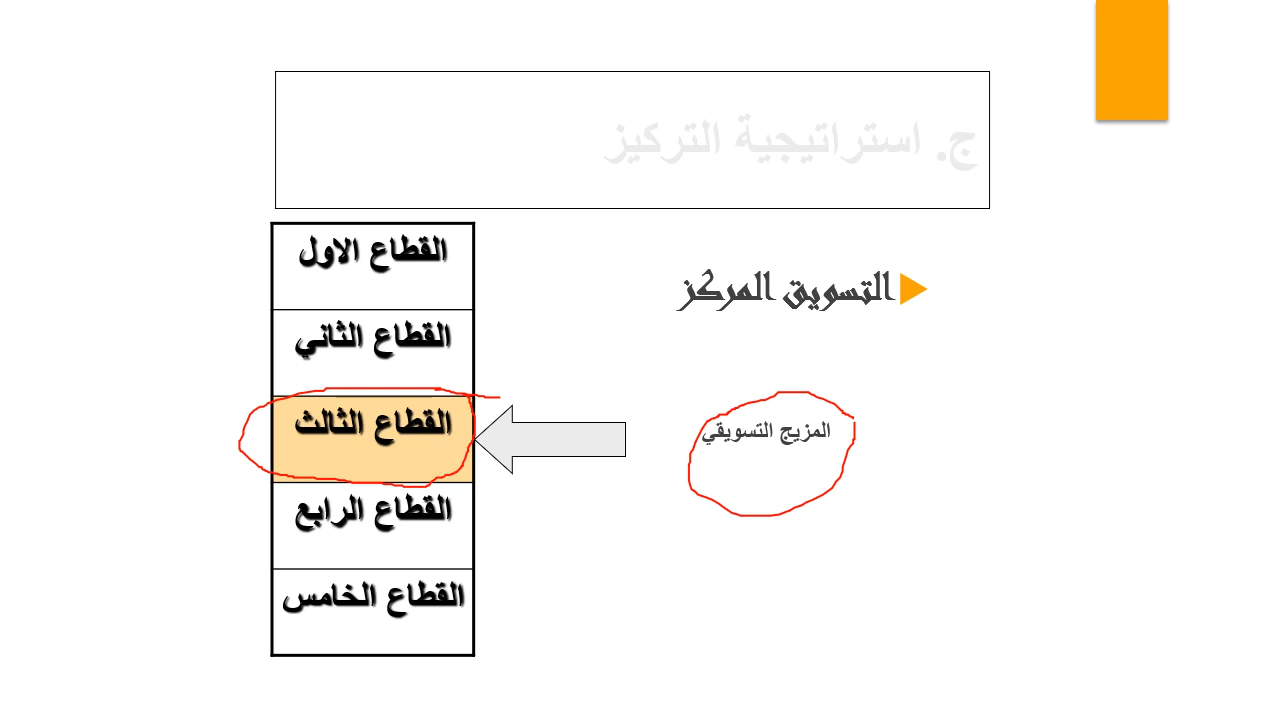 ج. استراتيجية التركيز
التسويق المركز
المزيج التسويقي
القطاع الاول
القطاع الثاني
القطاع الثالث
القطاع الرابع
القطاع الخامس